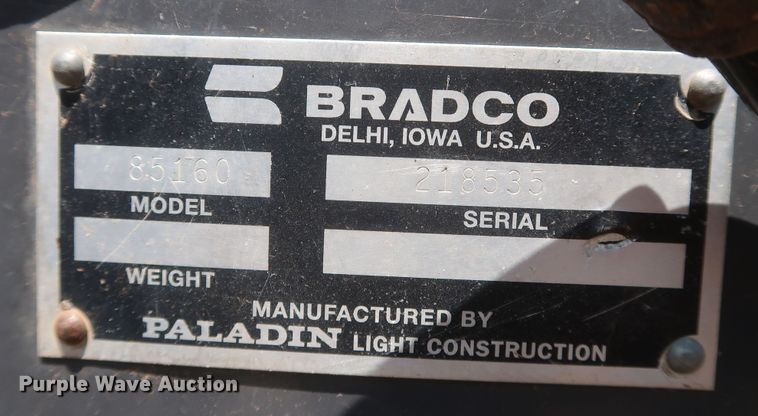 BRADCO
DELHI, IOWA U.S.A.
85160 218535
MODEL SERIAL
WEIGHT
MANUFACTURED BY
PALADIN LIGHT CONSTRUCTION
Purple Wave Auction